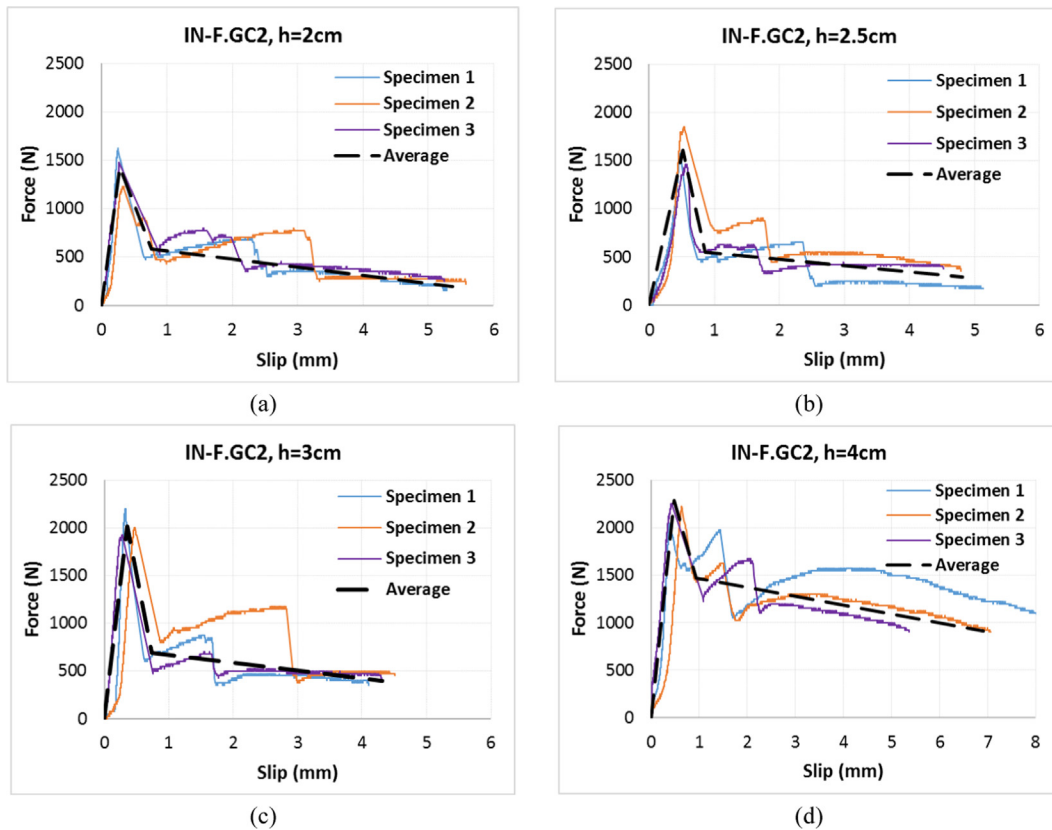 IN-F.GC2, h=2cm
2500
2000
1500
1000
500
0
Force (N)
Specimen 1
Specimen 2
Specimen 3
Average
0 1 2 3 4 5 6
Slip (mm)
(a)
IN-F.GC2, h=2.5cm
2500
2000
1500
1000
500
0
Force (N)
Specimen 1
Specimen 2
Specimen 3
Average
0 1 2 3 4 5 6
Slip (mm)
(b)
IN-F.GC2, h=3cm
2500
2000
1500
1000
500
0
Force (N)
Specimen 1
Specimen 2
Specimen 3
Average
0 1 2 3 4 5 6
Slip (mm)
(c)
IN-F.GC2, h=4cm
2500
2000
1500
1000
500
0
Force (N)
Specimen 1
Specimen 2
Specimen 3
Average
0 1 2 3 4 5 6 7 8
Slip (mm)
(d)